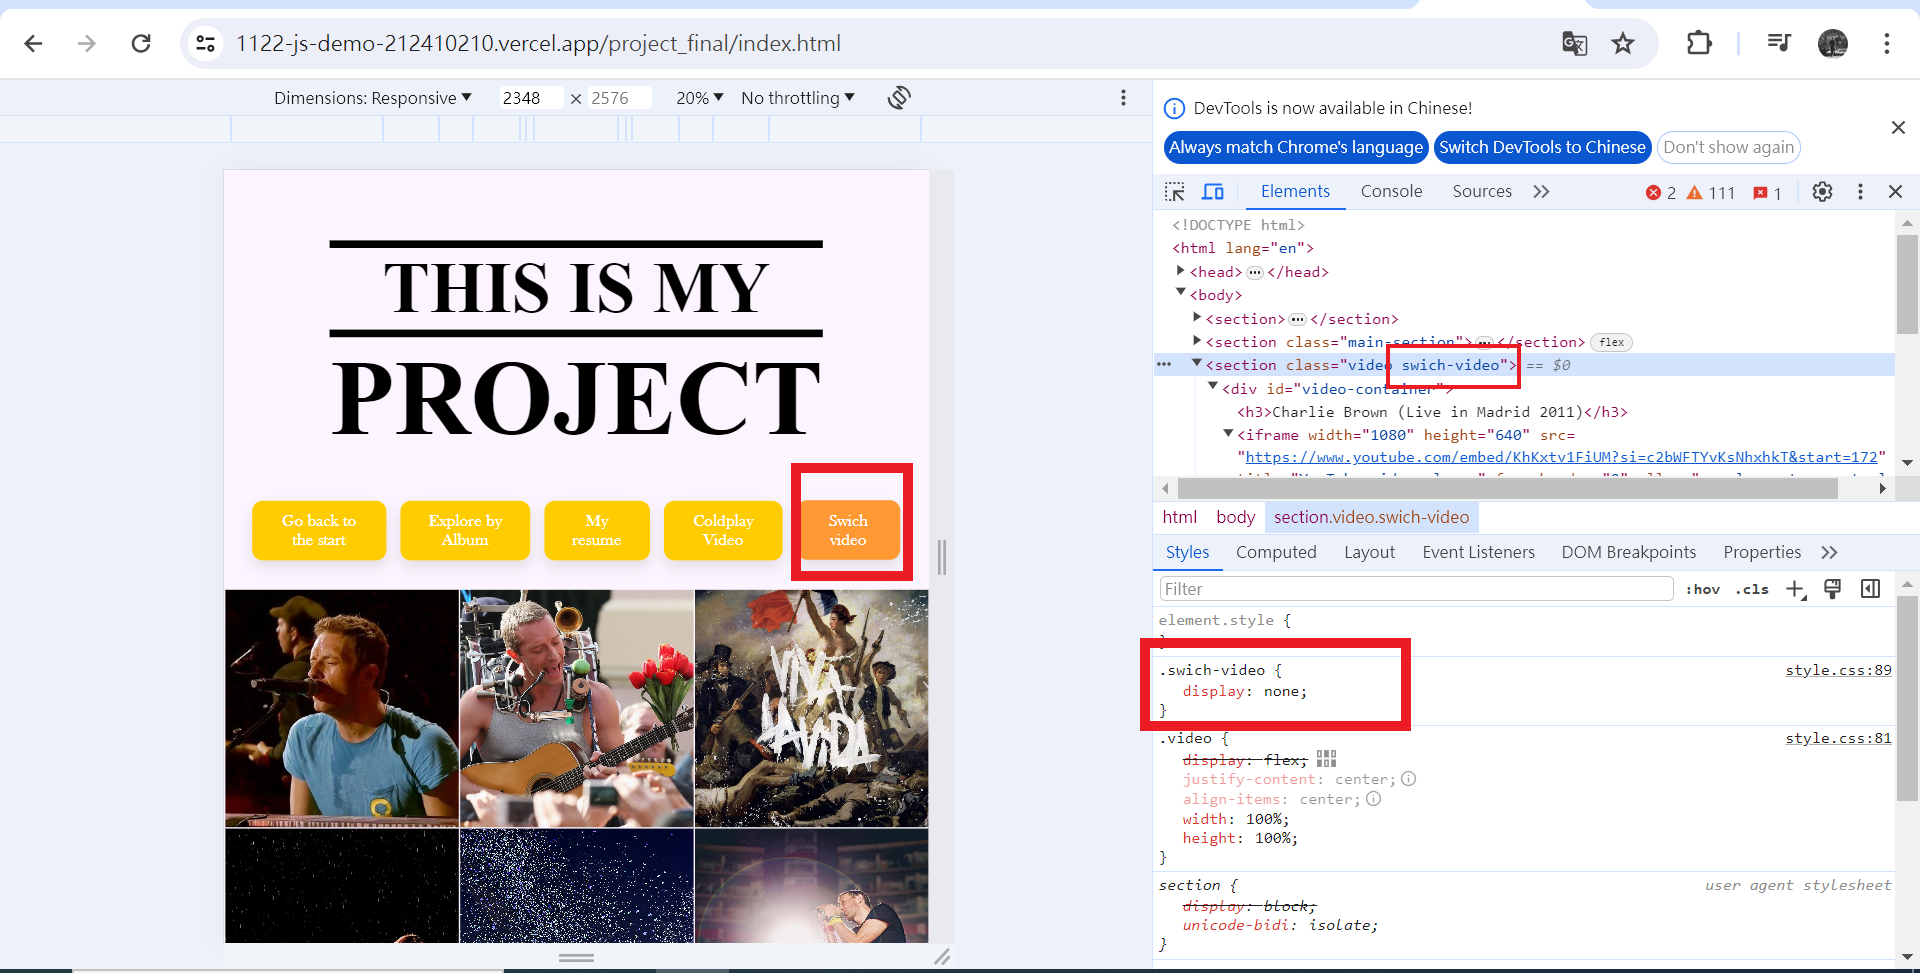 1122-js-demo-212410210.vercel.app/project_final/index.html
Dimensions: Responsive 2348 × 2576 20% No throttling
DevTools is now available in Chinese!
Always match Chrome's language Switch DevTools to Chinese Don't show again
Elements Console Sources 2 111 1
<!DOCTYPE html>
<html lang="en">
<head> ⋯ </head>
<body>
<section> ⋯ </section>
<section class="main-section"> ⋯ </section> flex
<section class="video swich-video"> == $0
<div id="video-container">
<h3>Charlie Brown (Live in Madrid 2011)</h3>
<iframe width="1080" height="640" src=
"https://www.youtube.com/embed/KhKxtv1FiUM?si=c2bWFTYvKsNhxhkT&start=172"
html body section.video.swich-video
Styles Computed Layout Event Listeners DOM Breakpoints Properties
Filter :hov .cls
element.style {
}
.swich-video { style.css:89
display: none;
}
.video { style.css:81
display: flex;
justify-content: center;
align-items: center;
width: 100%;
height: 100%;
}
section { user agent stylesheet
display: block;
unicode-bidi: isolate;
}
THIS IS MY
PROJECT
Go back to
the start
Explore by
Album
My
resume
Coldplay
Video
Swich
video
VIVA
LA VIDA